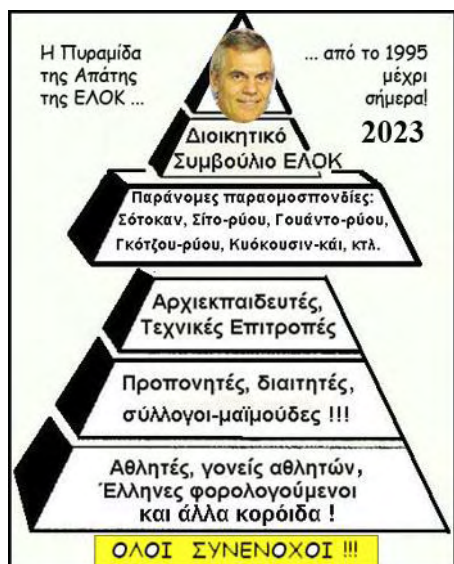 Η Πυραμίδα
της Απάτης
της ΕΛΟΚ ...
... από το 1995
μέχρι
σήμερα!
2023
Διοικητικό
Συμβούλιο ΕΛΟΚ
Παράνομες παραομοσπονδίες:
Σότοκαν, Σίτο-ρύου, Γουάντο-ρύου,
Γκότζου-ρύου, Κυόκουσιν-κάι, κτλ.
Αρχιεκπαιδευτές,
Τεχνικές Επιτροπές
Προπονητές, διαιτητές,
σύλλογοι-μαϊμούδες !!!
Αθλητές, γονείς αθλητών,
Έλληνες φορολογούμενοι
και άλλα κορόιδα !
ΟΛΟΙ ΣΥΝΕΝΟΧΟΙ !!!